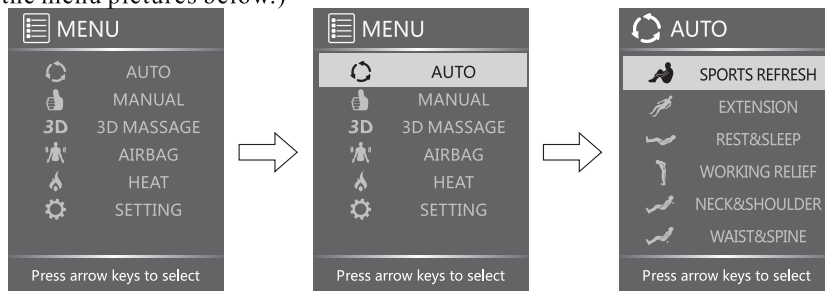 the menu pictures below.)
MENU
AUTO
MANUAL
3D 3D MASSAGE
AIRBAG
HEAT
SETTING
Press arrow keys to select
MENU
AUTO
MANUAL
3D 3D MASSAGE
AIRBAG
HEAT
SETTING
Press arrow keys to select
AUTO
SPORTS REFRESH
EXTENSION
REST&SLEEP
WORKING RELIEF
NECK&SHOULDER
WAIST&SPINE
Press arrow keys to select